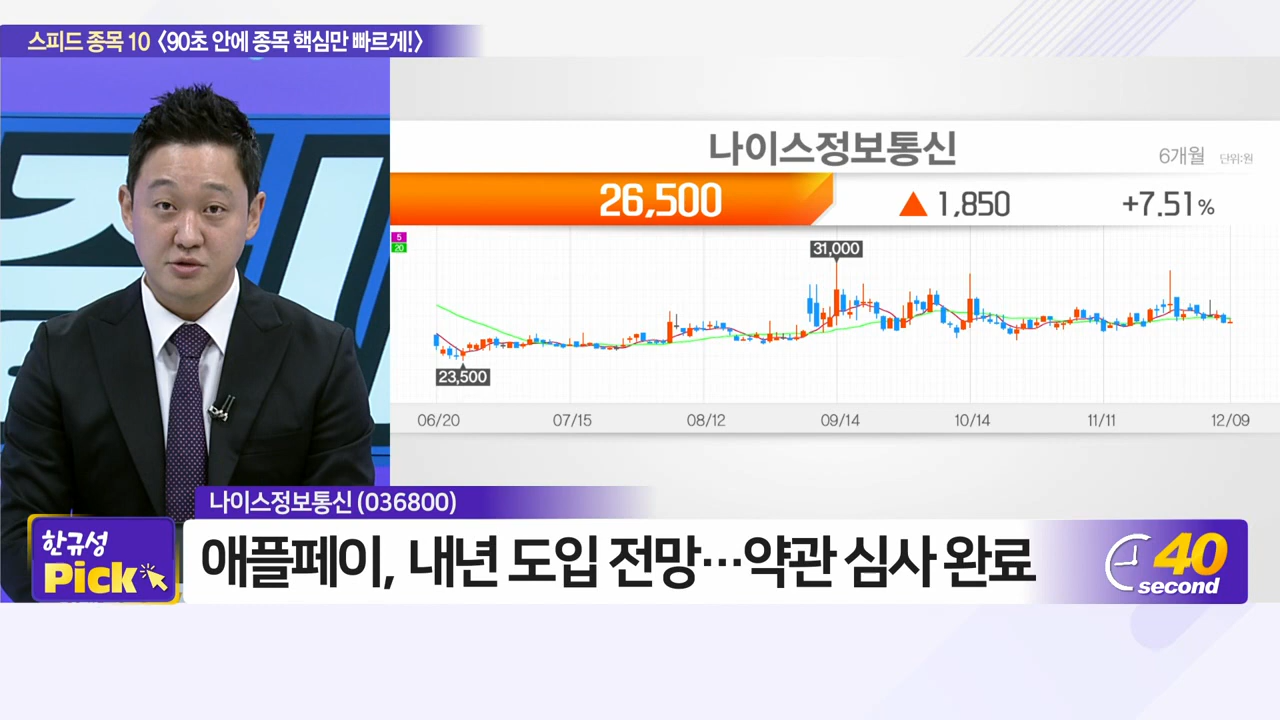 스피드 종목 10 〈90초 안에 종목 핵심만 빠르게!〉
나이스정보통신
6개월 단위:원
26,500 ▲ 1,850 +7.51%
5
20
31,000
23,500
06/20 07/15 08/12 09/14 10/14 11/11 12/09
나이스정보통신 (036800)
한규성
Pick
애플페이, 내년 도입 전망…약관 심사 완료
40
second